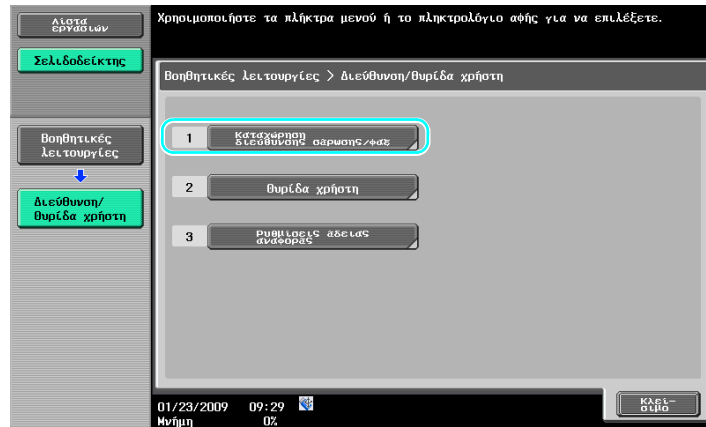 Λίστα
εργασιών
Χρησιμοποιήστε τα πλήκτρα μενού ή το πληκτρολόγιο αφής για να επιλέξετε.
Σελιδοδείκτης
Βοηθητικές λειτουργίες > Διεύθυνση/θυρίδα χρήστη
Βοηθητικές
λειτουργίες
Διεύθυνση/
θυρίδα χρήστη
1 Καταχώρηση
διεύθυνσης σάρωσης/φαξ
2 Θυρίδα χρήστη
3 Ρυθμίσεις άδειας
αναφοράς
01/23/2009 09:29
Μνήμη 0%
Κλεί-
σιμο